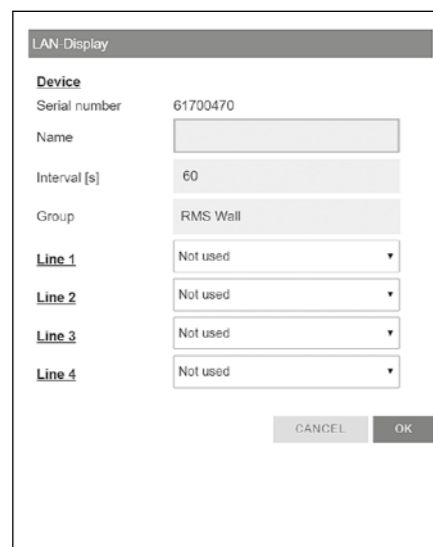 LAN-Display
Device
Serial number 61700470
Name
Interval [s] 60
Group RMS Wall
Line 1 Not used
Line 2 Not used
Line 3 Not used
Line 4 Not used
CANCEL OK